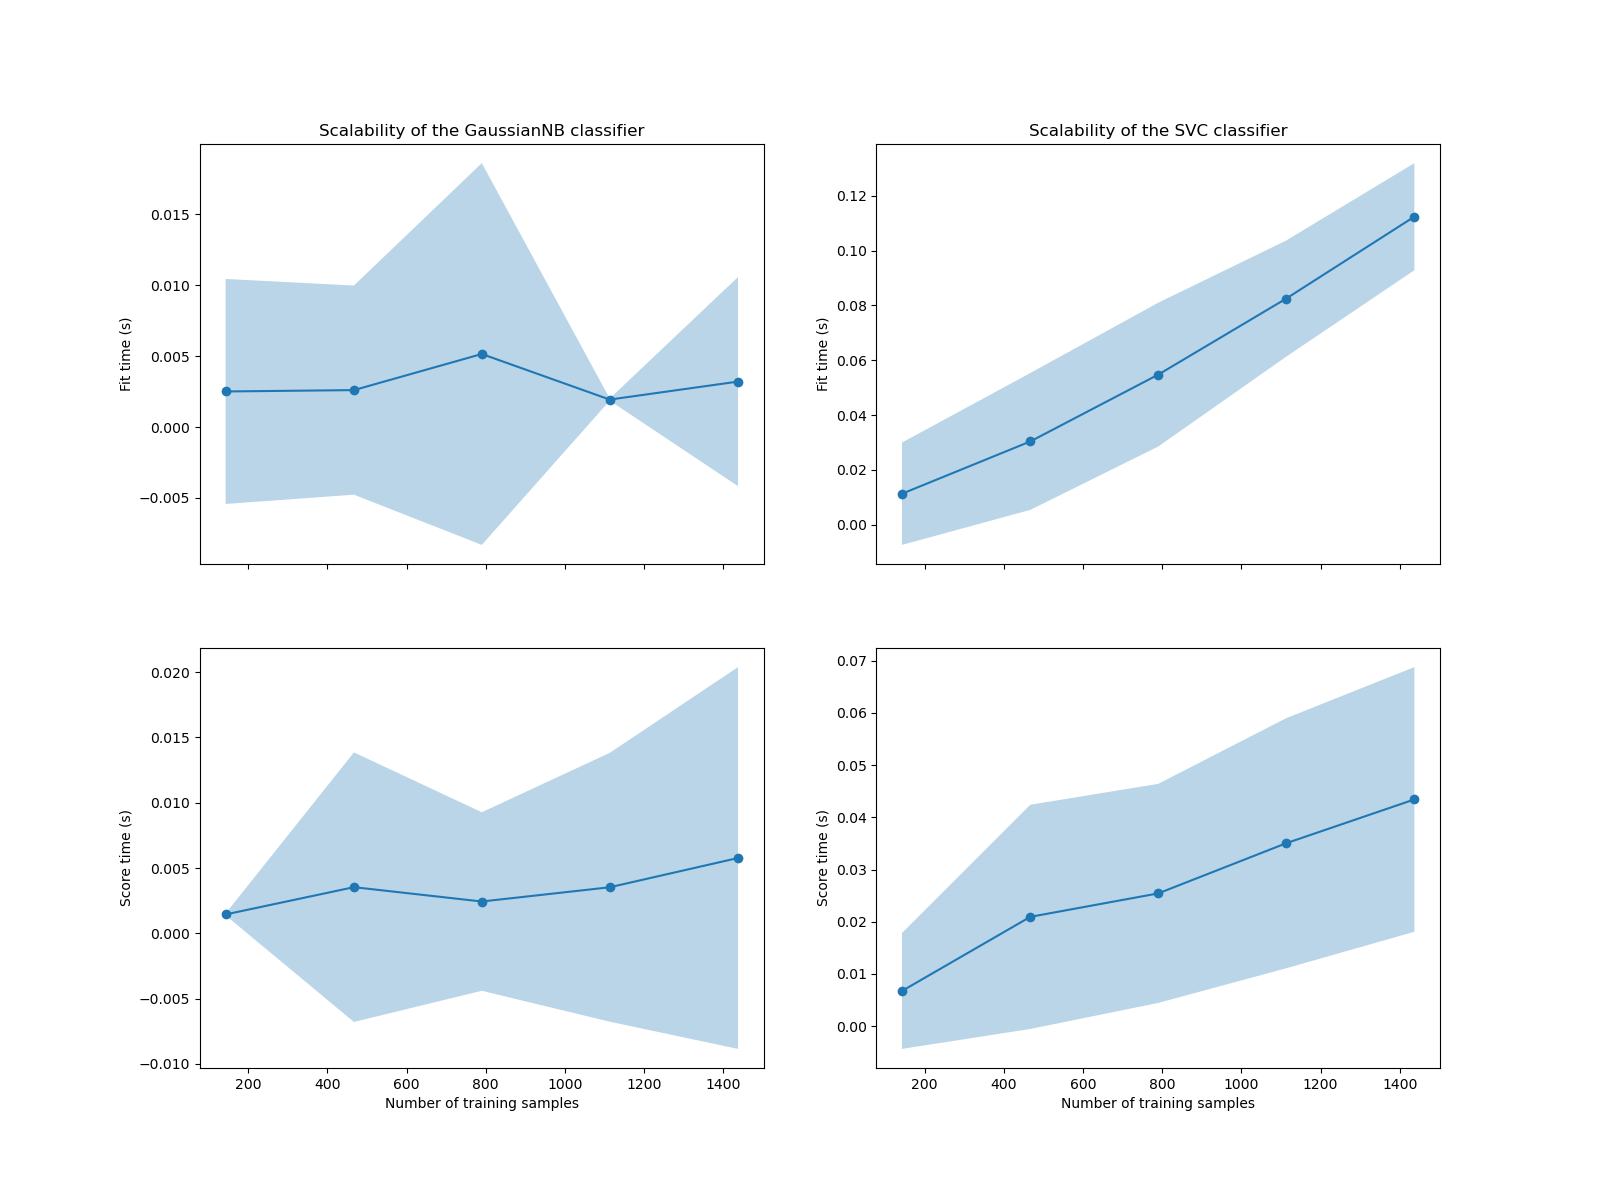 Scalability of the GaussianNB classifier
Fit time (s)
0.015
0.010
0.005
0.000
−0.005
Scalability of the SVC classifier
Fit time (s)
0.12
0.10
0.08
0.06
0.04
0.02
0.00
Score time (s)
0.020
0.015
0.010
0.005
0.000
−0.005
−0.010
200 400 600 800 1000 1200 1400
Number of training samples
Score time (s)
0.07
0.06
0.05
0.04
0.03
0.02
0.01
0.00
200 400 600 800 1000 1200 1400
Number of training samples